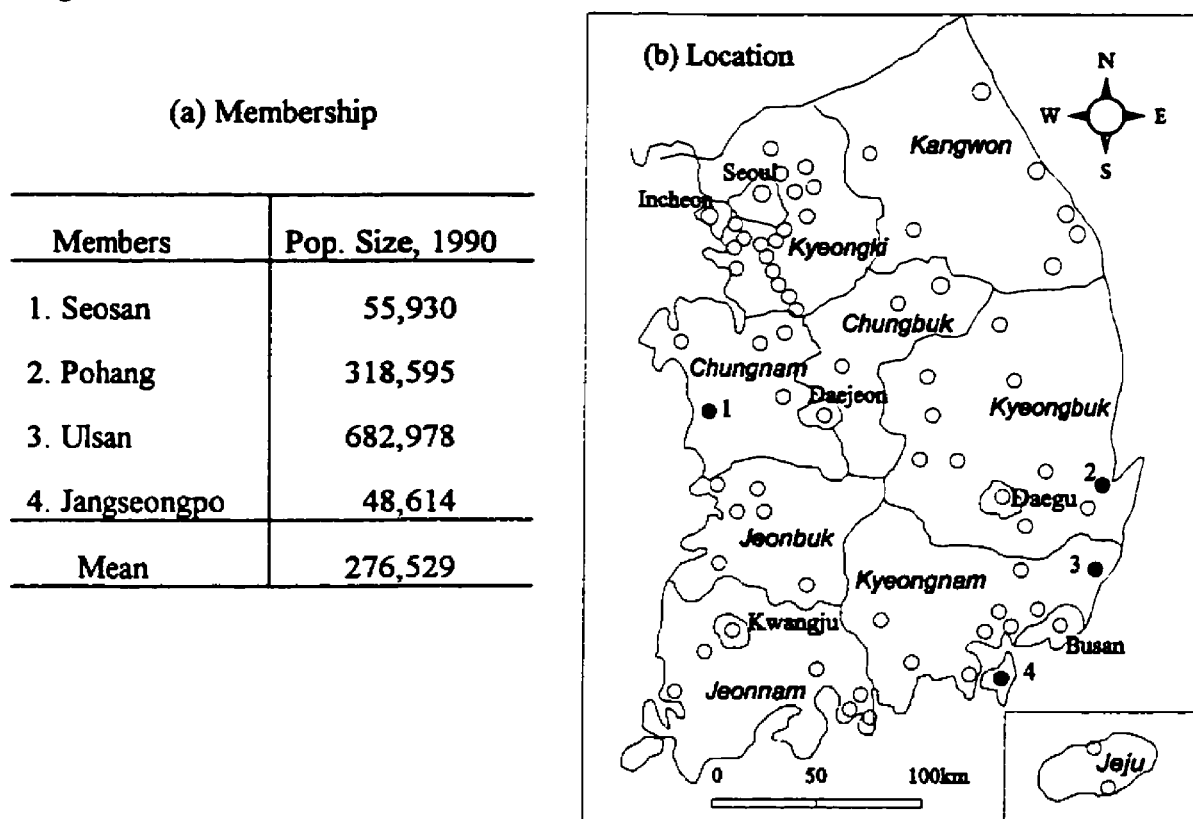 (a) Membership
Members Pop. Size, 1990
1. Seosan 55,930
2. Pohang 318,595
3. Ulsan 682,978
4. Jangseongpo 48,614
Mean 276,529
(b) Location
N
W E
S
Kangwon
Seoul
Incheon
Kyeongki
Chungbuk
Chungnam
Daejeon
Kyeongbuk
1
2
Daegu
Jeonbuk
3
Kyeongnam
Kwangju
Busan
4
Jeonnam
0 50 100km
Jeju